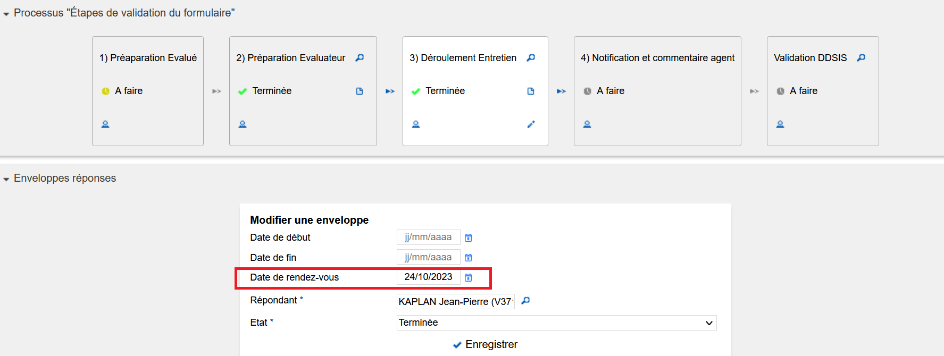 Processus "Étapes de validation du formulaire"
1) Préaparation Evalué
2) Préparation Evaluateur
3) Déroulement Entretien
4) Notification et commentaire agent
Validation DDSIS
A faire
Terminée
Terminée
A faire
A faire
Enveloppes réponses
Modifier une enveloppe
Date de début jj/mm/aaaa
Date de fin jj/mm/aaaa
Date de rendez-vous 24/10/2023
Répondant * KAPLAN Jean-Pierre (V37
Etat * Terminée
Enregistrer